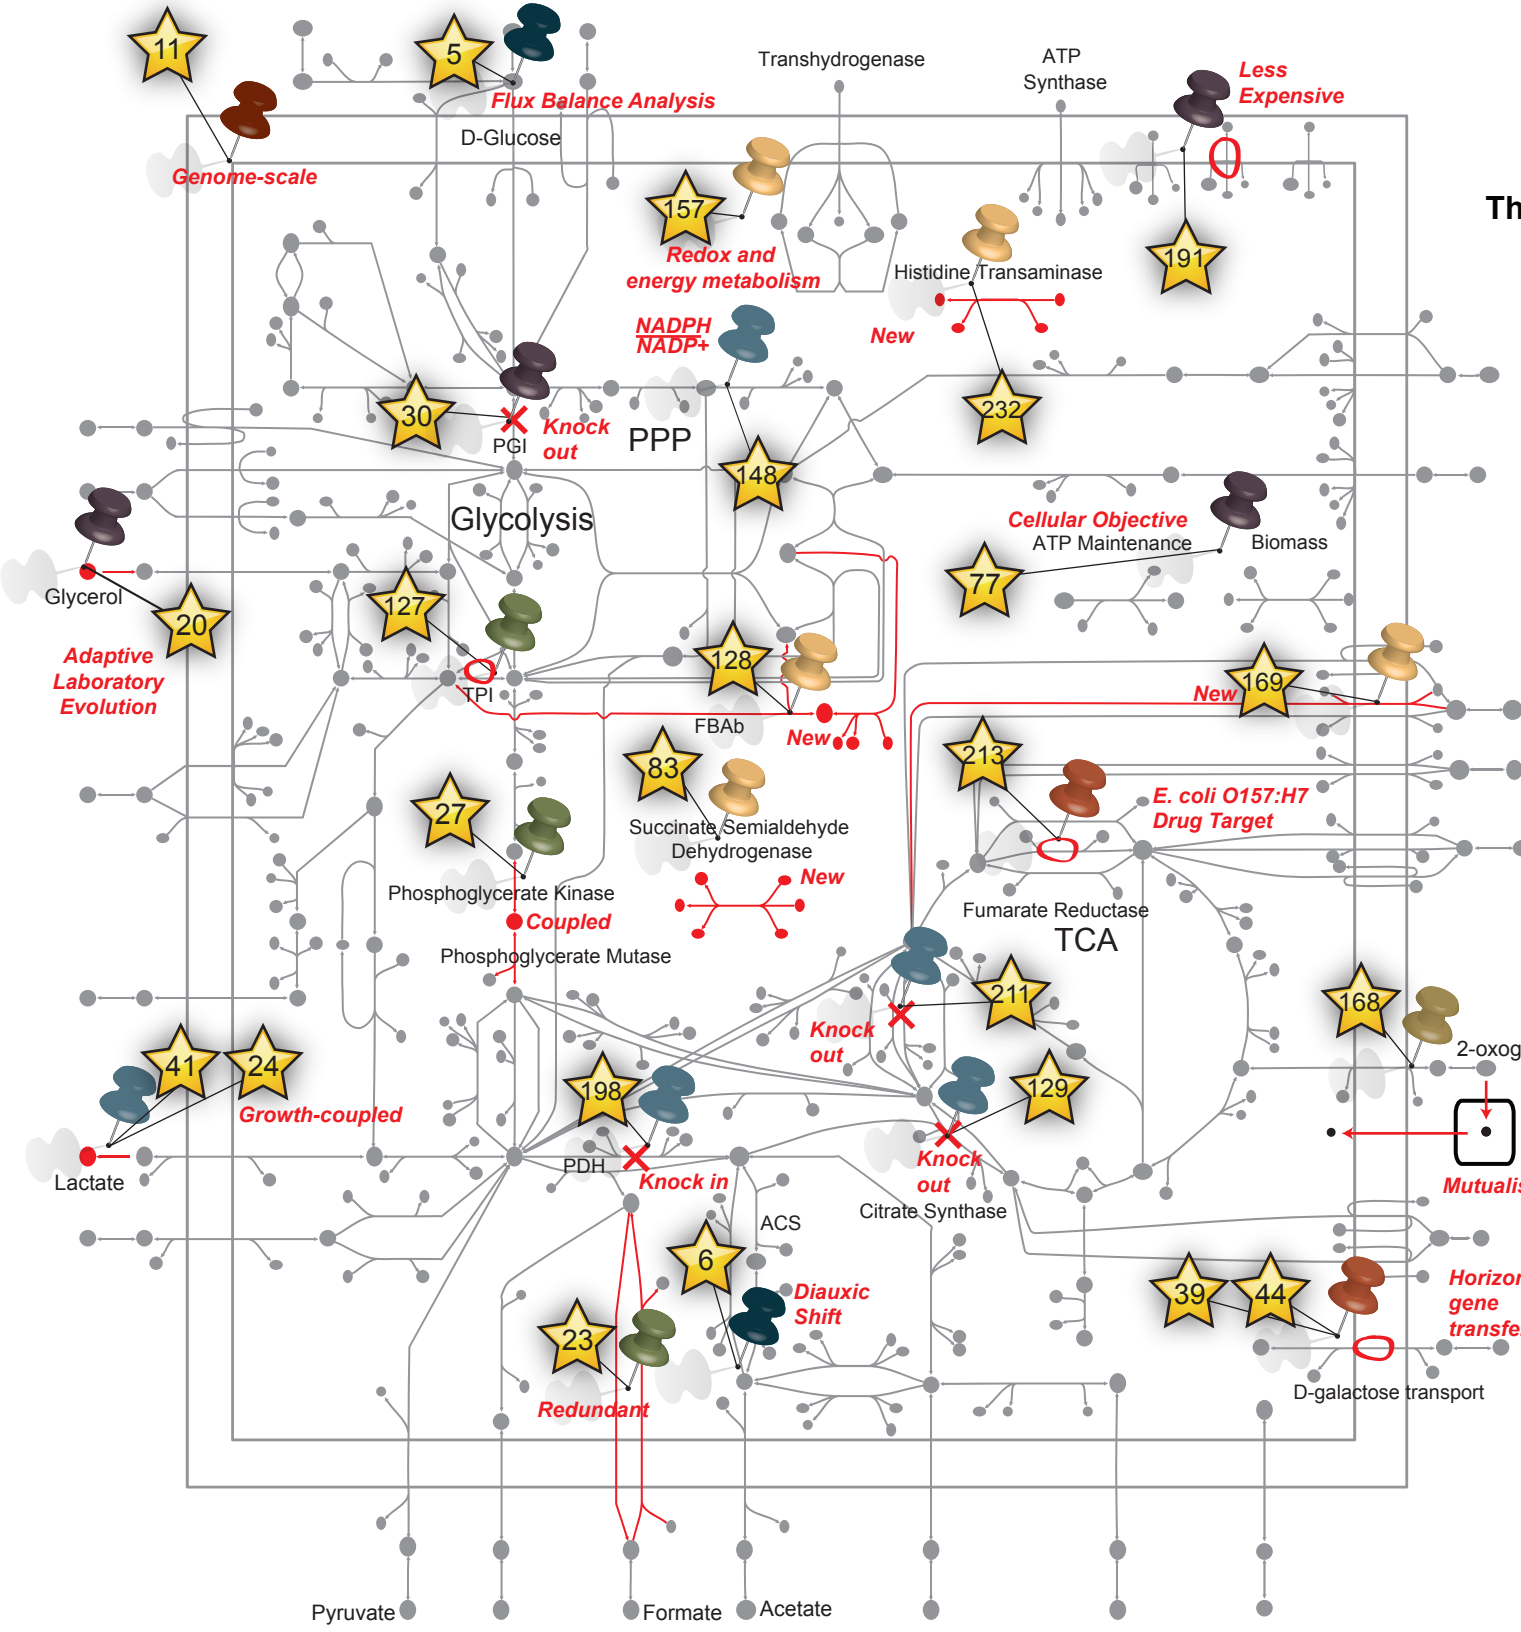 11
5
Flux Balance Analysis
D-Glucose
Genome-scale
Transhydrogenase
ATP
Synthase
Less
Expensive
Th
157
Redox and
energy metabolism
191
Histidine Transaminase
New
232
NADPH
NADP+
148
30
PGI
Knock
out
PPP
Glycolysis
Cellular Objective
ATP Maintenance
Biomass
77
Glycerol
20
Adaptive
Laboratory
Evolution
127
TPI
128
FBAb
New
169
New
213
E. coli O157:H7
Drug Target
Fumarate Reductase
TCA
83
Succinate Semialdehyde
Dehydrogenase
New
27
Phosphoglycerate Kinase
Coupled
Phosphoglycerate Mutase
211
Knock
out
168
2-oxog
Mutualis
41
24
Growth-coupled
Lactate
198
PDH
Knock in
129
Knock
out
Citrate Synthase
ACS
6
Diauxic
Shift
23
Redundant
39
44
Horizon
gene
transfe
D-galactose transport
Pyruvate
Formate
Acetate